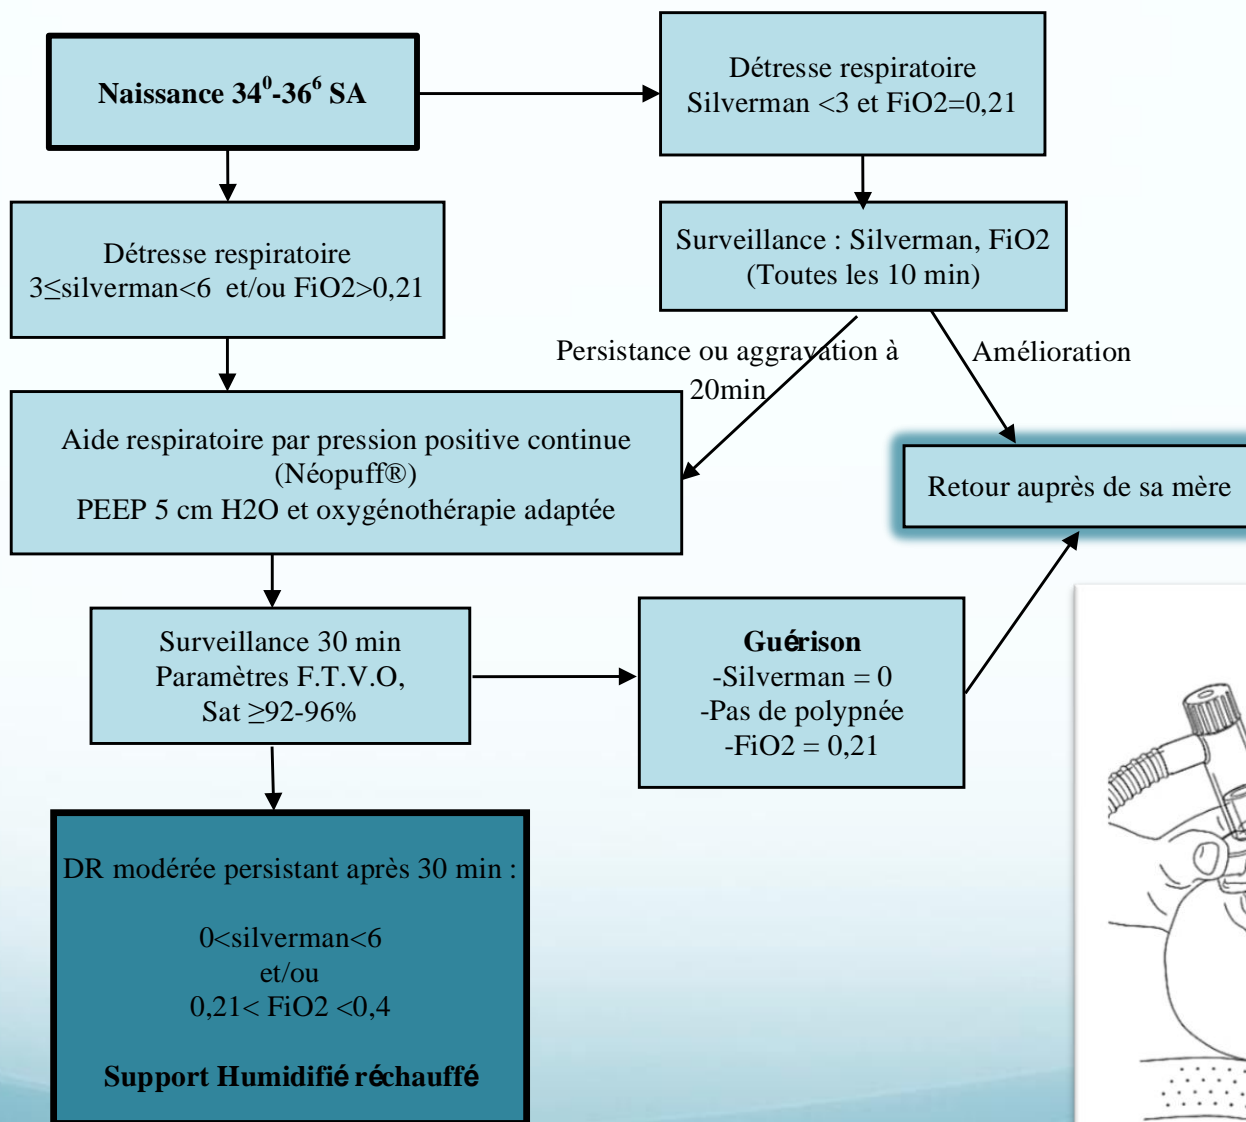 Naissance 34⁰-36⁶ SA
Détresse respiratoire
Silverman <3 et FiO2=0,21
Détresse respiratoire
3≤silverman<6 et/ou FiO2>0,21
Surveillance : Silverman, FiO2
(Toutes les 10 min)
Persistance ou aggravation à
20min
Amélioration
Aide respiratoire par pression positive continue
(Néopuff®)
PEEP 5 cm H2O et oxygénothérapie adaptée
Retour auprès de sa mère
Surveillance 30 min
Paramètres F.T.V.O,
Sat ≥92-96%
Guérison
-Silverman = 0
-Pas de polypnée
-FiO2 = 0,21
DR modérée persistant après 30 min :
0<silverman<6
et/ou
0,21< FiO2 <0,4
Support Humidifié réchauffé